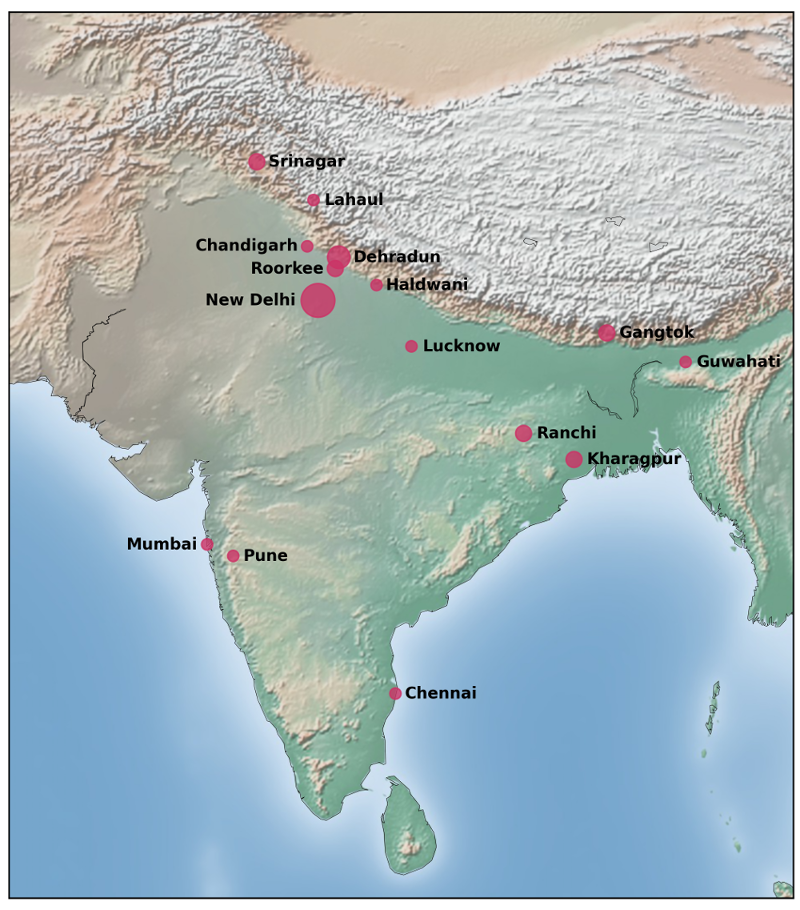 Srinagar
Lahaul
Chandigarh
Dehradun
Roorkee
Haldwani
New Delhi
Gangtok
Lucknow
Guwahati
Ranchi
Kharagpur
Mumbai
Pune
Chennai